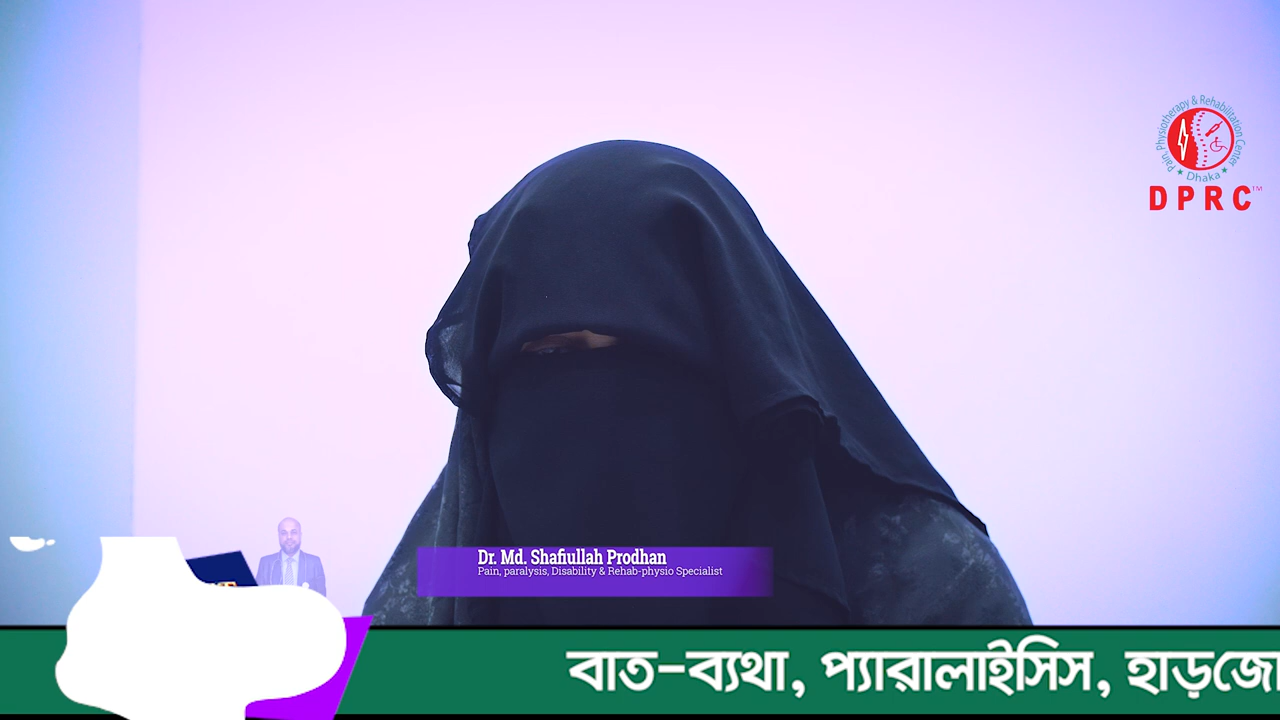 Pain Physiotherapy & Rehabilitation Center
Dhaka
DPRC™
Dr. Md. Shafiullah Prodhan
Pain, paralysis, Disability & Rehab-physio Specialist
বাত-ব্যথা, প্যারালাইসিস, হাড়জো